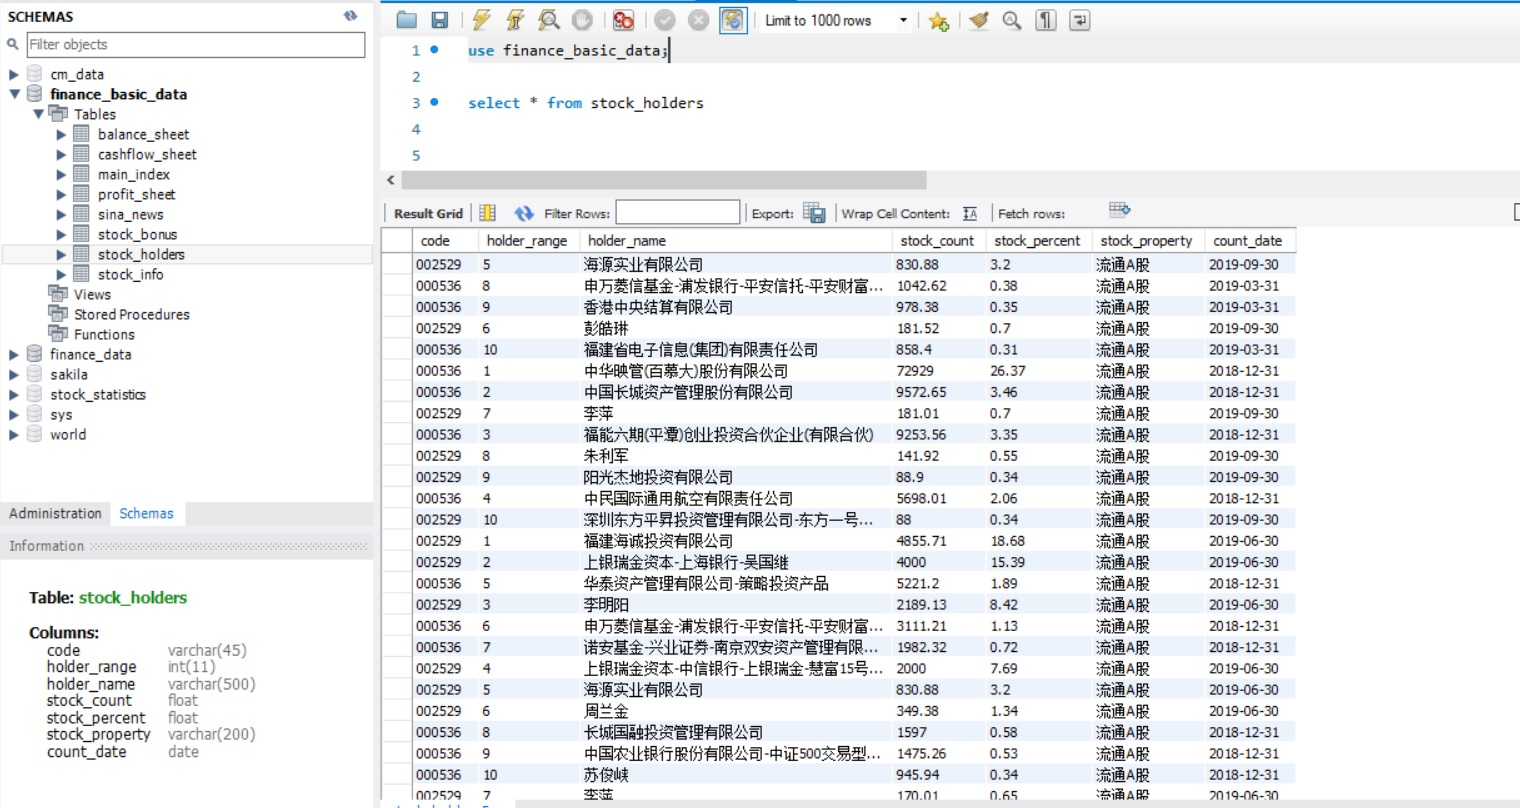 SCHEMAS
Filter objects
cm_data
finance_basic_data
Tables
balance_sheet
cashflow_sheet
main_index
profit_sheet
sina_news
stock_bonus
stock_holders
stock_info
Views
Stored Procedures
Functions
finance_data
sakila
stock_statistics
sys
world
Administration Schemas
Information
Table: stock_holders
Columns:
code varchar(45)
holder_range int(11)
holder_name varchar(500)
stock_count float
stock_percent float
stock_property varchar(200)
count_date date
Limit to 1000 rows
1 use finance_basic_data;
2
3 select * from stock_holders
4
5
Result Grid Filter Rows: Export: Wrap Cell Content: Fetch rows:
code holder_range holder_name stock_count stock_percent stock_property count_date
002529 5 海源实业有限公司 830.88 3.2 流通A股 2019-09-30
000536 8 申万菱信基金-浦发银行-平安信托-平安财富... 1042.62 0.38 流通A股 2019-03-31
000536 9 香港中央结算有限公司 978.38 0.35 流通A股 2019-03-31
002529 6 彭皓琳 181.52 0.7 流通A股 2019-09-30
000536 10 福建省电子信息(集团)有限责任公司 858.4 0.31 流通A股 2019-03-31
000536 1 中华映管(百慕大)股份有限公司 72929 26.37 流通A股 2018-12-31
000536 2 中国长城资产管理股份有限公司 9572.65 3.46 流通A股 2018-12-31
002529 7 李萍 181.01 0.7 流通A股 2019-09-30
000536 3 福能六期(平潭)创业投资合伙企业(有限合伙) 9253.56 3.35 流通A股 2018-12-31
002529 8 朱利军 141.92 0.55 流通A股 2019-09-30
002529 9 阳光杰地投资有限公司 88.9 0.34 流通A股 2019-09-30
000536 4 中民国际通用航空有限责任公司 5698.01 2.06 流通A股 2018-12-31
002529 10 深圳东方平昇投资管理有限公司-东方一号... 88 0.34 流通A股 2019-09-30
002529 1 福建海诚投资有限公司 4855.71 18.68 流通A股 2019-06-30
002529 2 上银瑞金资本-上海银行-吴国继 4000 15.39 流通A股 2019-06-30
000536 5 华泰资产管理有限公司-策略投资产品 5221.2 1.89 流通A股 2018-12-31
002529 3 李明阳 2189.13 8.42 流通A股 2019-06-30
000536 6 申万菱信基金-浦发银行-平安信托-平安财富... 3111.21 1.13 流通A股 2018-12-31
000536 7 诺安基金-兴业证券-南京双安资产管理有限... 1982.32 0.72 流通A股 2018-12-31
002529 4 上银瑞金资本-中信银行-上银瑞金-慧富15号... 2000 7.69 流通A股 2019-06-30
002529 5 海源实业有限公司 830.88 3.2 流通A股 2019-06-30
002529 6 周兰金 349.38 1.34 流通A股 2019-06-30
000536 8 长城国融投资管理有限公司 1597 0.58 流通A股 2018-12-31
000536 9 中国农业银行股份有限公司-中证500交易型... 1475.26 0.53 流通A股 2018-12-31
000536 10 苏俊峡 945.94 0.34 流通A股 2018-12-31
002529 7 李萍 170.01 0.65 流通A股 2019-06-30